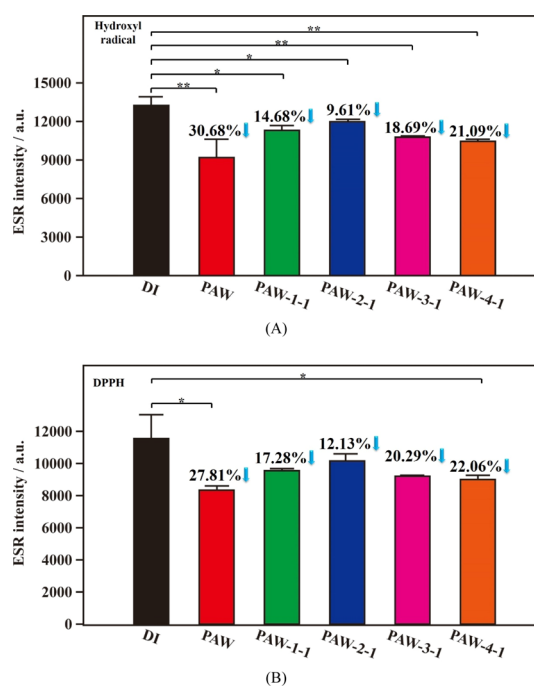 Hydroxyl
radical
**
**
*
*
**
15000
12000
9000
6000
3000
0
ESR intensity / a.u.
30.68%
14.68%
9.61%
18.69%
21.09%
DI
PAW
PAW-1-1
PAW-2-1
PAW-3-1
PAW-4-1
(A)
DPPH
*
*
12000
10000
8000
6000
4000
2000
0
ESR intensity / a.u.
27.81%
17.28%
12.13%
20.29%
22.06%
DI
PAW
PAW-1-1
PAW-2-1
PAW-3-1
PAW-4-1
(B)